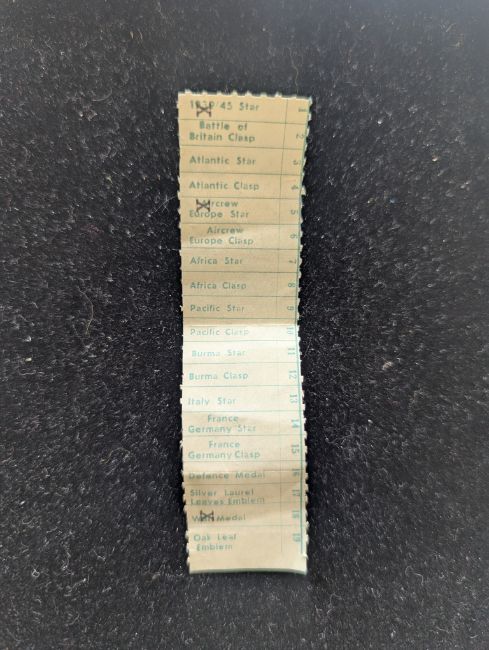 1939/45 Star 1
Battle of
Britain Clasp 2
Atlantic Star 3
Atlantic Clasp 4
Aircrew
Europe Star 5
Aircrew
Europe Clasp 6
Africa Star 7
Africa Clasp 8
Pacific Star 9
Pacific Clasp 10
Burma Star 11
Burma Clasp 12
Italy Star 13
France
Germany Star 14
France
Germany Clasp 15
Defence Medal 16
Silver Laurel
Leaves Emblem 17
War Medal 18
Oak Leaf
Emblem 19